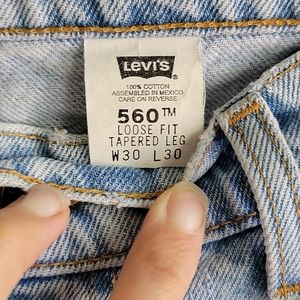 LEVI'S®
100% COTTON
ASSEMBLED IN MEXICO
CARE ON REVERSE
560™
LOOSE FIT
TAPERED LEG
W30 L30